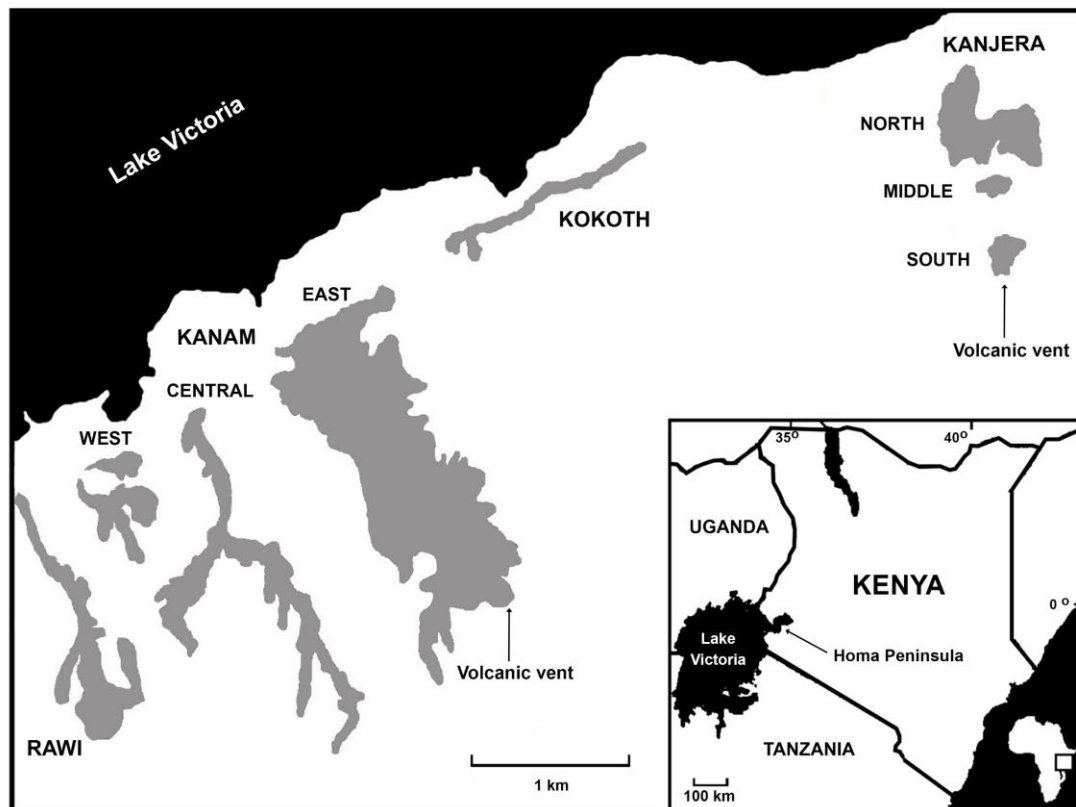 KANJERA
Lake Victoria
NORTH
MIDDLE
KOKOTH
SOUTH
EAST
KANAM
Volcanic vent
CENTRAL
WEST
Volcanic vent
RAWI
1 km
35°
40°
UGANDA
KENYA
0°
Lake
Victoria
Homa Peninsula
TANZANIA
100 km